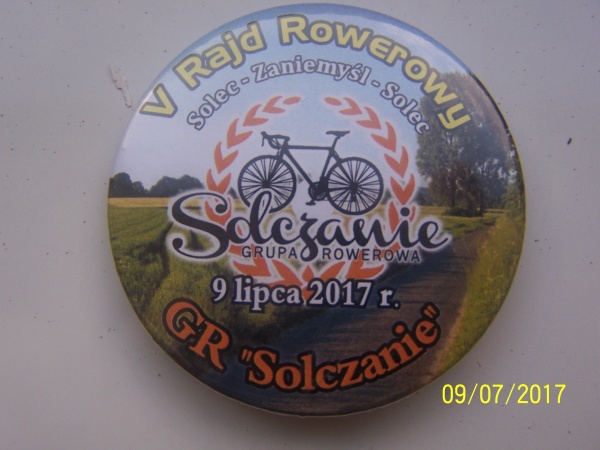 V Rajd Rowerowy
Solec - Zaniemyśl - Solec
Solczanie
GRUPA ROWEROWA
9 lipca 2017 r.
GR "Solczanie"
09/07/2017